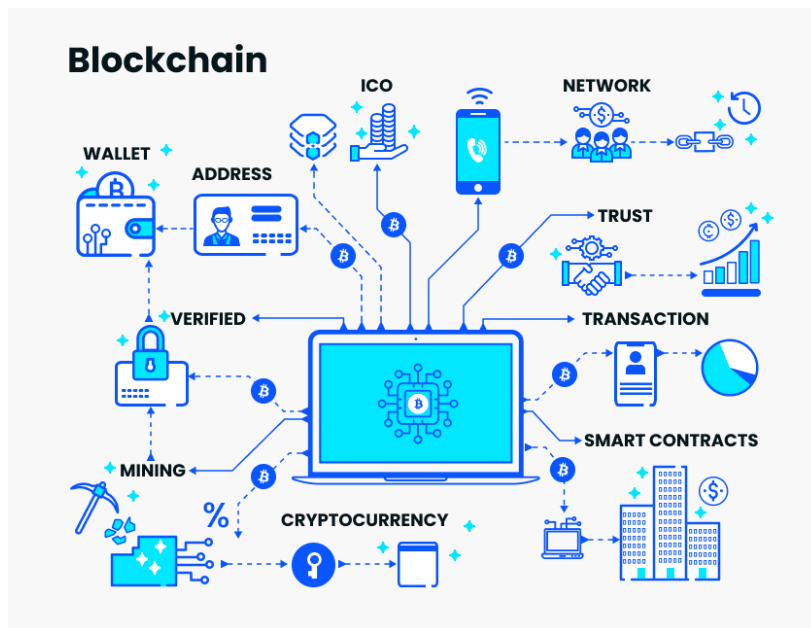 Blockchain
ICO
NETWORK
WALLET
ADDRESS
TRUST
VERIFIED
TRANSACTION
SMART CONTRACTS
MINING
%
CRYPTOCURRENCY